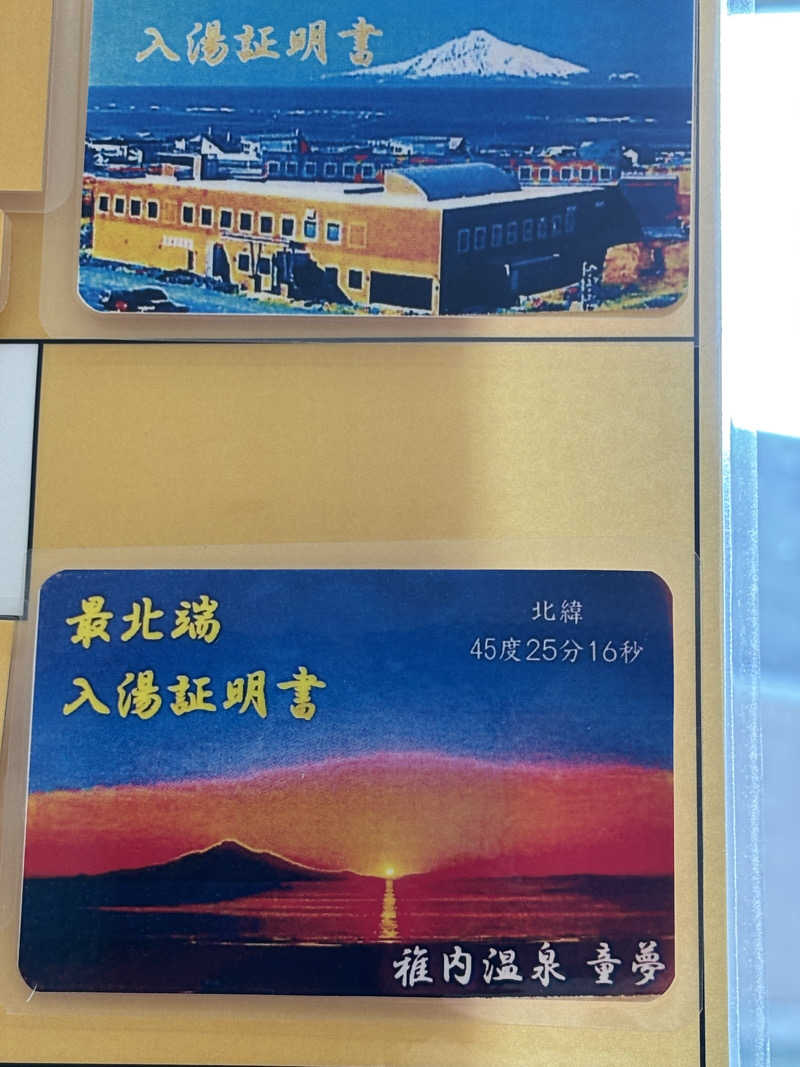 入湯証明書
最北端
入湯証明書
北緯
45度25分16秒
稚内温泉 童夢